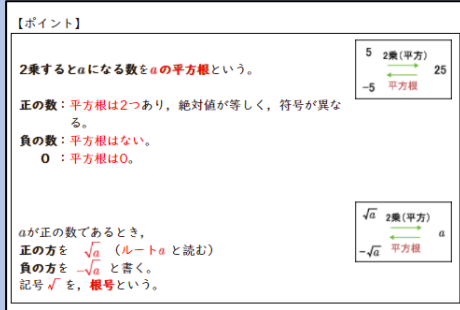 【ポイント】
5 2乗(平方) 25
-5 平方根
2乗するとaになる数をaの平方根という。
正の数：平方根は2つあり，絶対値が等しく，符号が異な
る。
負の数：平方根はない。
0 ：平方根は0。
√a 2乗(平方) a
-√a 平方根
aが正の数であるとき，
正の方を √a （ルートaと読む）
負の方を -√a と書く。
記号√ を，根号という。